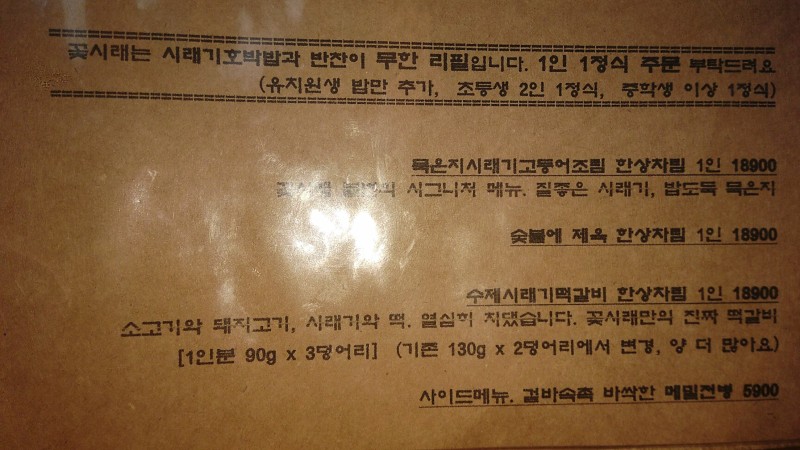 꽃시래는 시래기호박밥과 반찬이 무한 리필입니다. 1인 1정식 주문 부탁드려요
(유치원생 밥만 추가, 초등생 2인 1정식, 중학생 이상 1정식)
묵은지시래기고등어조림 한상차림 1인 18900
시그니처 메뉴. 질좋은 시래기, 밥도둑 묵은지
숯불에 제육 한상차림 1인 18900
수제시래기떡갈비 한상차림 1인 18900
소고기와 돼지고기, 시래기와 떡. 열심히 치댔습니다. 꽃시래만의 진짜 떡갈비
[1인분 90g x 3덩어리] (기존 130g x 2덩어리에서 변경, 양 더 많아요)
사이드메뉴. 겉바속촉 바싹한 메밀전병 5900